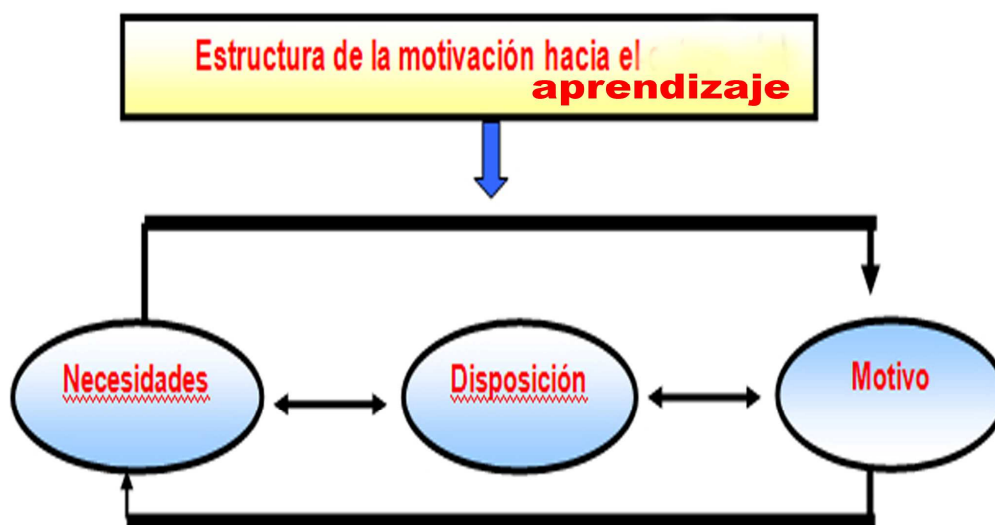 Estructura de la motivación hacia el
aprendizaje
Necesidades
Disposición
Motivo